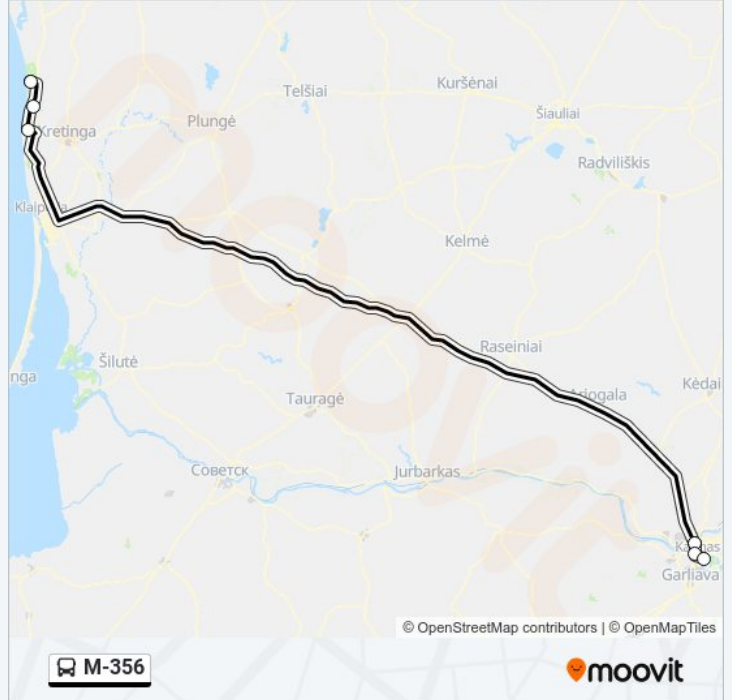 Telšiai
Kuršėnai
Šiauliai
Plungė
Kretinga
Radviliškis
Klaipėda
Kelmė
Raseiniai
Šilutė
nga
Ariogala
Kėdai
Tauragė
Советск
Jurbarkas
Kaunas
Garliava
© OpenStreetMap contributors | © OpenMapTiles
M-356
moovit
moovit